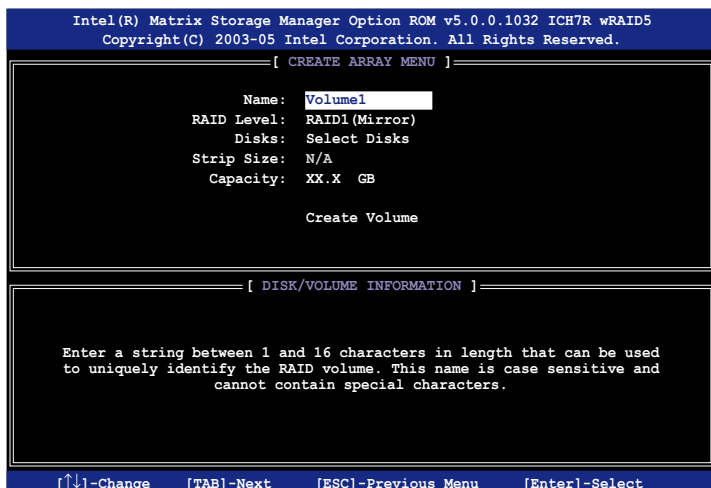 Intel(R) Matrix Storage Manager Option ROM v5.0.0.1032 ICH7R wRAID5
Copyright(C) 2003-05 Intel Corporation. All Rights Reserved.
[ CREATE ARRAY MENU ]
Name: Volume1
RAID Level: RAID1(Mirror)
Disks: Select Disks
Strip Size: N/A
Capacity: XX.X GB
Create Volume
[ DISK/VOLUME INFORMATION ]
Enter a string between 1 and 16 characters in length that can be used
to uniquely identify the RAID volume. This name is case sensitive and
cannot contain special characters.
[↑↓]-Change [TAB]-Next [ESC]-Previous Menu [Enter]-Select